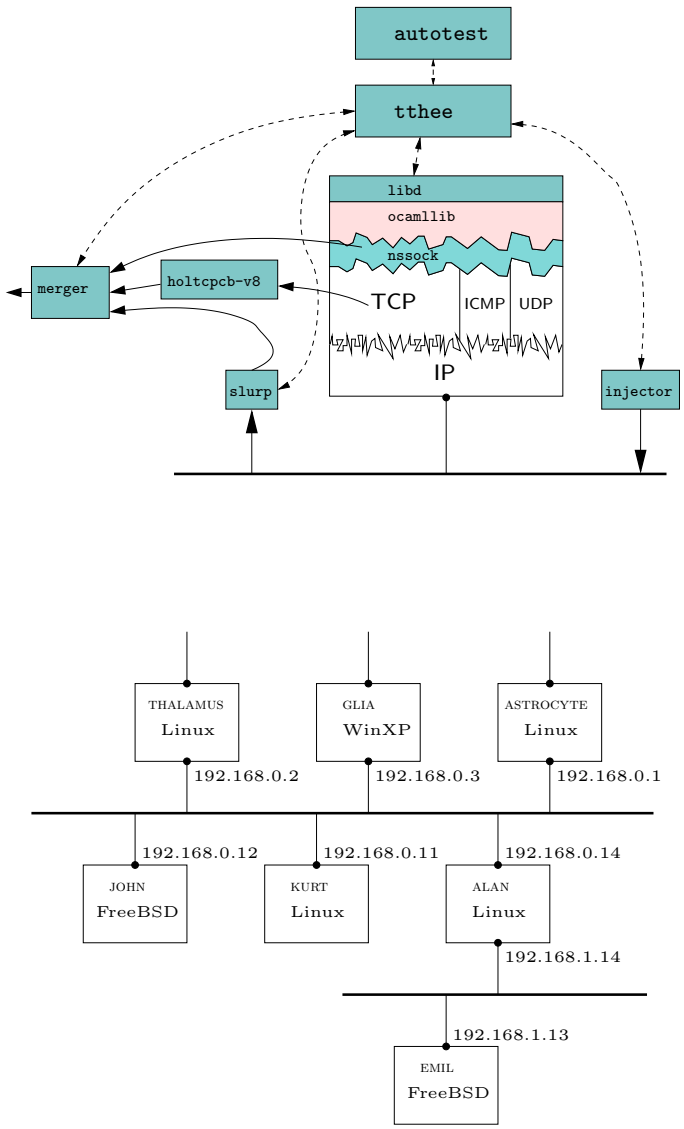 autotest
tthee
libd
ocamllib
nssock
merger
holtcpcb-v8
TCP
ICMP
UDP
IP
slurp
injector
THALAMUS
Linux
GLIA
WinXP
ASTROCYTE
Linux
192.168.0.2
192.168.0.3
192.168.0.1
192.168.0.12
192.168.0.11
192.168.0.14
JOHN
FreeBSD
KURT
Linux
ALAN
Linux
192.168.1.14
192.168.1.13
EMIL
FreeBSD